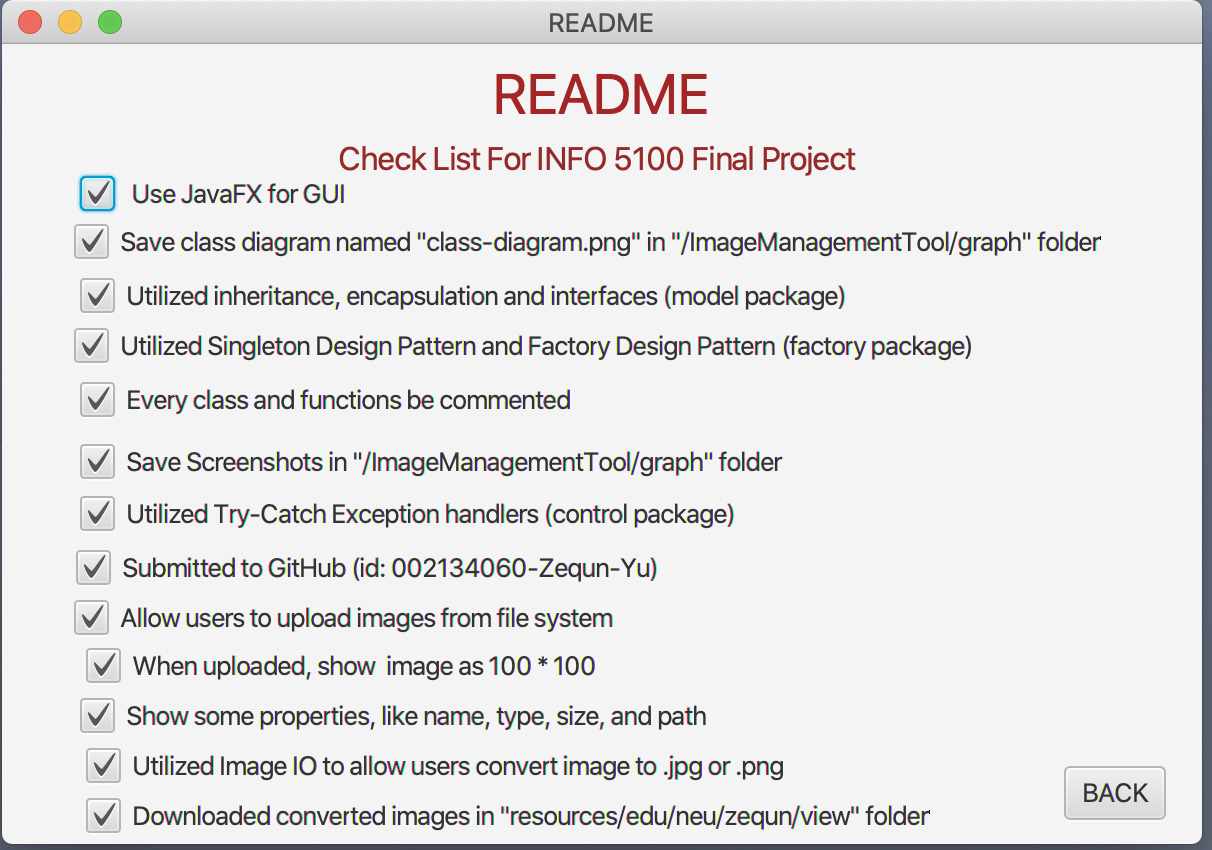 README
README
Check List For INFO 5100 Final Project
Use JavaFX for GUI
Save class diagram named "class-diagram.png" in "/ImageManagementTool/graph" folder
Utilized inheritance, encapsulation and interfaces (model package)
Utilized Singleton Design Pattern and Factory Design Pattern (factory package)
Every class and functions be commented
Save Screenshots in "/ImageManagementTool/graph" folder
Utilized Try-Catch Exception handlers (control package)
Submitted to GitHub (id: 002134060-Zequn-Yu)
Allow users to upload images from file system
When uploaded, show  image as 100 * 100
Show some properties, like name, type, size, and path
Utilized Image IO to allow users convert image to .jpg or .png
Downloaded converted images in "resources/edu/neu/zequn/view" folder
BACK